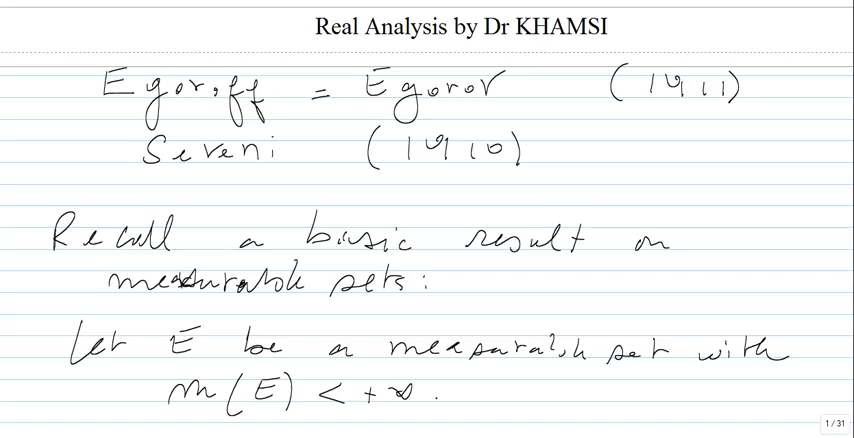 Real Analysis by Dr KHAMSI
Egoroff = Egorov (1911)
Severni (1910)
Recall a basic result on
measurable sets:
Let E be a measurable set with
m(E) < +∞.
1 / 31